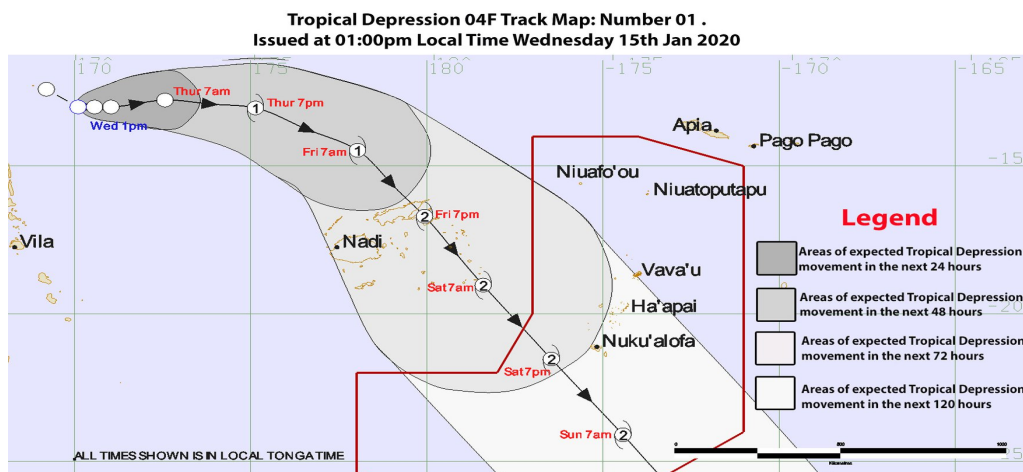 Tropical Depression 04F Track Map: Number 01 .
Issued at 01:00pm Local Time Wednesday 15th Jan 2020
170
175
180
-175
-170
-165
Thur 7am
Wed 1pm
1
Thur 7pm
Fri 7am
1
Apia
Pago Pago
-15
Niuafo'ou
Niuatoputapu
2
Fri 7pm
Vila
Nadi
Legend
Areas of expected Tropical Depression
movement in the next 24 hours
Vava'u
Sat 7am
2
Ha'apai
Areas of expected Tropical Depression
movement in the next 48 hours
-20
Nuku'alofa
Areas of expected Tropical Depression
movement in the next 72 hours
2
Sat 7pm
Areas of expected Tropical Depression
movement in the next 120 hours
Sun 7am
2
0
500
1000
Kilometres
ALL TIMES SHOWN IS IN LOCAL TONGA TIME